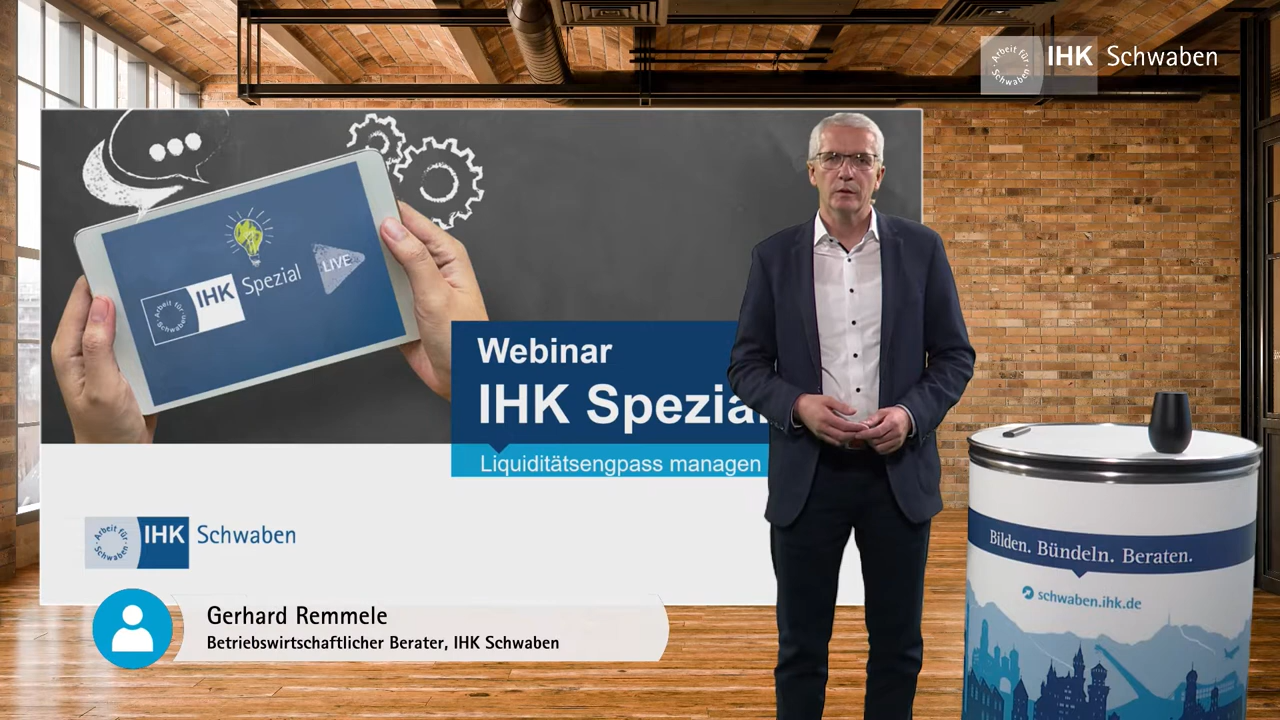 Arbeit für Schwaben
IHK Schwaben
Arbeit für Schwaben
IHK Spezial
LIVE
Webinar
IHK Spezial
Liquiditätsengpass managen
Arbeit für Schwaben
IHK Schwaben
Gerhard Remmele
Betriebswirtschaftlicher Berater, IHK Schwaben
Bilden. Bündeln. Beraten.
schwaben.ihk.de